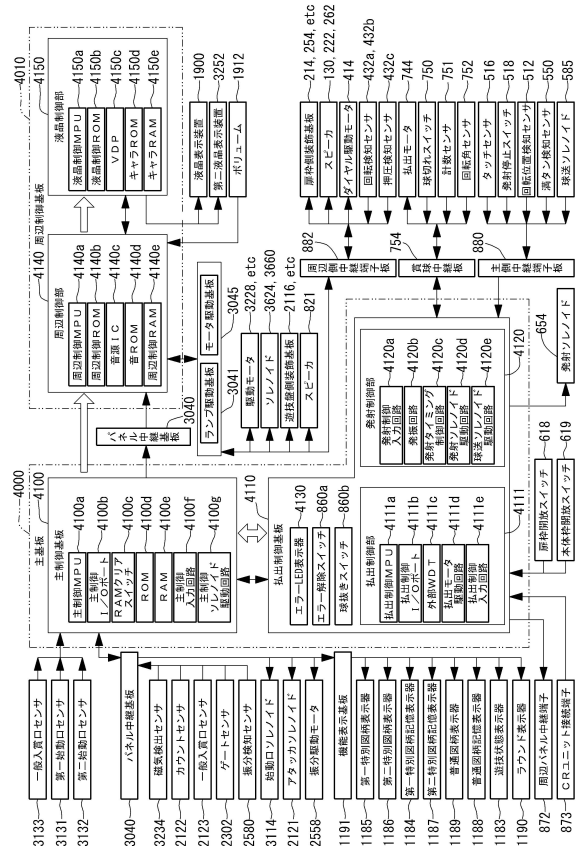 4000
主基板
4100
主制御基板
主制御MPU 4100a
主制御I/Oポート 4100b
RAMクリアスイッチ 4100c
ROM 4100d
RAM 4100e
主制御入力回路 4100f
主制御ソレノイド駆動回路 4100g
4110
払出制御基板
エラーLED表示器 4130
エラー解除スイッチ 860a
球抜きスイッチ 860b
払出制御部 4111
払出制御MPU 4111a
払出制御I/Oポート 4111b
外部WDT 4111c
払出モータ駆動回路 4111d
払出制御入力回路 4111e
発射制御部 4120
発射制御入力回路 4120a
発振回路 4120b
発射タイミング制御回路 4120c
発射ソレノイド駆動回路 4120d
球送ソレノイド駆動回路 4120e
3133 一般入賞口センサ
3131 第一始動口センサ
3132 第二始動口センサ
3040 パネル中継基板
3234 磁気検出センサ
2122 カウントセンサ
2123 一般入賞口センサ
2302 ゲートセンサ
2580 振分検知センサ
3114 始動口ソレノイド
2121 アタッカソレノイド
2558 振分駆動モータ
1191 機能表示基板
1185 第一特別図柄表示器
1186 第二特別図柄表示器
1184 第一特別図柄記憶表示器
1187 第二特別図柄記憶表示器
1189 普通図柄表示器
1188 普通図柄記憶表示器
1183 遊技状態表示器
1190 ラウンド表示器
872 周辺パネル中継端子
873 CRユニット接続端子
扉枠開放スイッチ 618
本体枠開放スイッチ 619
発射ソレノイド 654
パネル中継基板 3040
4010
周辺制御基板
周辺制御部 4140
周辺制御MPU 4140a
周辺制御ROM 4140b
音源IC 4140c
音ROM 4140d
周辺制御RAM 4140e
液晶制御部 4150
液晶制御MPU 4150a
液晶制御ROM 4150b
VDP 4150c
キャラROM 4150d
キャラRAM 4150e
液晶表示装置 1900
第二液晶表示装置 3252
ボリューム 1912
ランプ駆動基板 3041
モータ駆動基板 3045
駆動モータ 3228, etc
ソレノイド 3624, 3660
遊技盤側装飾基板 2116, etc
スピーカ 821
周辺側中継端子板 882
賞球中継板 754
主側中継端子板 880
扉枠側装飾基板 214, 254, etc
スピーカ 130, 222, 262
ダイヤル駆動モータ 414
回転検知センサ 432a, 432b
押圧検知センサ 432c
払出モータ 744
球切れスイッチ 750
計数センサ 751
回転角センサ 752
タッチセンサ 516
発射停止スイッチ 518
回転位置検知センサ 512
満タン検知センサ 550
球送ソレノイド 585